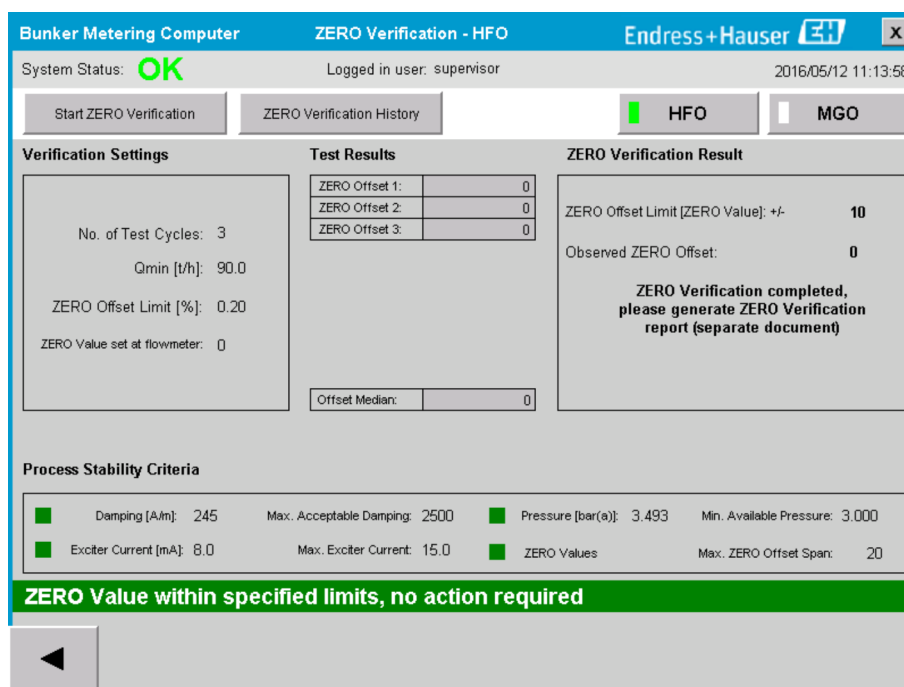 Bunker Metering Computer ZERO Verification - HFO Endress+Hauser EH X
System Status: OK Logged in user: supervisor 2016/05/12 11:13:58
Start ZERO Verification ZERO Verification History HFO MGO
Verification Settings Test Results ZERO Verification Result
ZERO Offset 1: 0
ZERO Offset 2: 0
ZERO Offset 3: 0
No. of Test Cycles: 3
Qmin [t/h]: 90.0
ZERO Offset Limit [%]: 0.20
ZERO Value set at flowmeter: 0
Offset Median: 0
ZERO Offset Limit [ZERO Value]: +/- 10
Observed ZERO Offset: 0
ZERO Verification completed,
please generate ZERO Verification
report (separate document)
Process Stability Criteria
Damping [A/m]: 245 Max. Acceptable Damping: 2500 Pressure [bar(a)]: 3.493 Min. Available Pressure: 3.000
Exciter Current [mA]: 8.0 Max. Exciter Current: 15.0 ZERO Values Max. ZERO Offset Span: 20
ZERO Value within specified limits, no action required